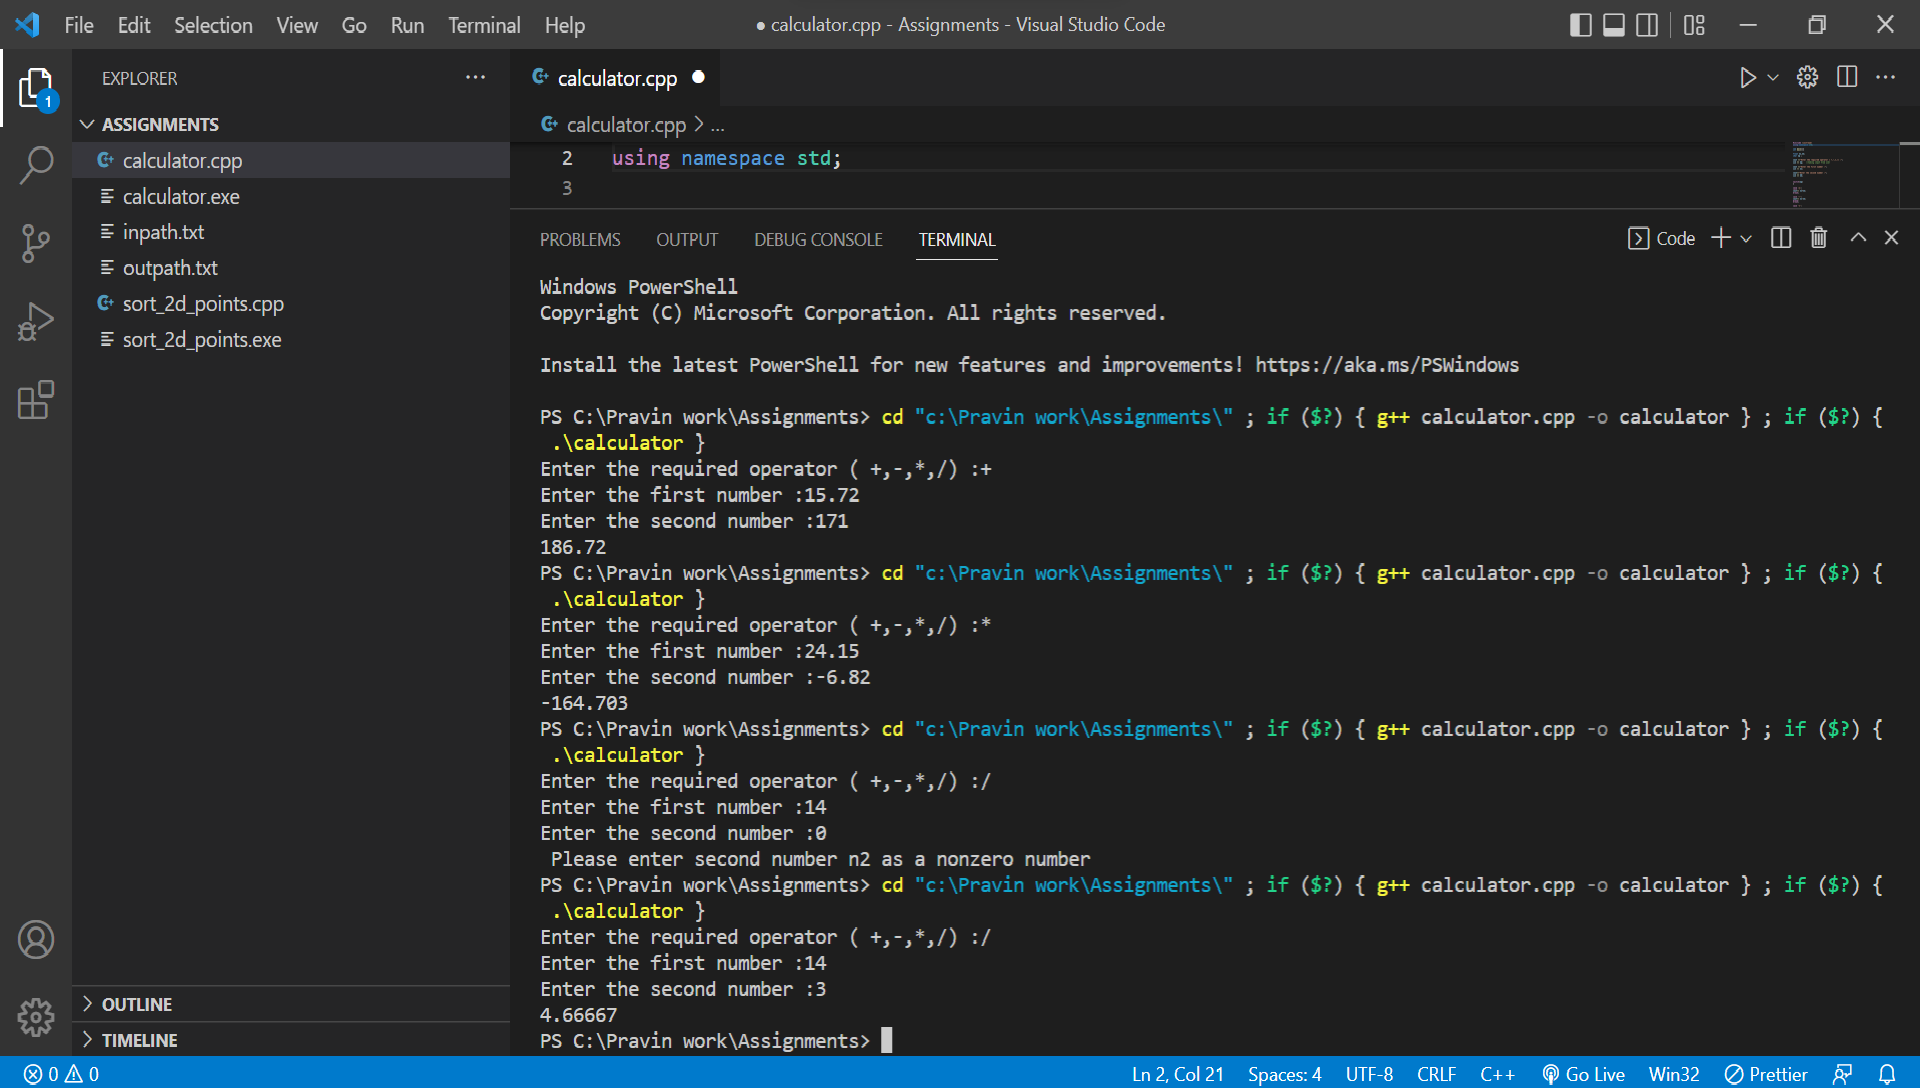 File Edit Selection View Go Run Terminal Help
● calculator.cpp - Assignments - Visual Studio Code
1
EXPLORER
ASSIGNMENTS
calculator.cpp
calculator.exe
inpath.txt
outpath.txt
sort_2d_points.cpp
sort_2d_points.exe
OUTLINE
TIMELINE
calculator.cpp ●
calculator.cpp > ...
2 using namespace std;
3
PROBLEMS OUTPUT DEBUG CONSOLE TERMINAL
Code
Windows PowerShell
Copyright (C) Microsoft Corporation. All rights reserved.
Install the latest PowerShell for new features and improvements! https://aka.ms/PSWindows
PS C:\Pravin work\Assignments> cd "c:\Pravin work\Assignments\" ; if ($?) { g++ calculator.cpp -o calculator } ; if ($?) {
.\calculator }
Enter the required operator ( +,-,*,/) :+
Enter the first number :15.72
Enter the second number :171
186.72
PS C:\Pravin work\Assignments> cd "c:\Pravin work\Assignments\" ; if ($?) { g++ calculator.cpp -o calculator } ; if ($?) {
.\calculator }
Enter the required operator ( +,-,*,/) :*
Enter the first number :24.15
Enter the second number :-6.82
-164.703
PS C:\Pravin work\Assignments> cd "c:\Pravin work\Assignments\" ; if ($?) { g++ calculator.cpp -o calculator } ; if ($?) {
.\calculator }
Enter the required operator ( +,-,*,/) :/
Enter the first number :14
Enter the second number :0
Please enter second number n2 as a nonzero number
PS C:\Pravin work\Assignments> cd "c:\Pravin work\Assignments\" ; if ($?) { g++ calculator.cpp -o calculator } ; if ($?) {
.\calculator }
Enter the required operator ( +,-,*,/) :/
Enter the first number :14
Enter the second number :3
4.66667
PS C:\Pravin work\Assignments>
0 0
Ln 2, Col 21 Spaces: 4 UTF-8 CRLF C++ Go Live Win32 Prettier